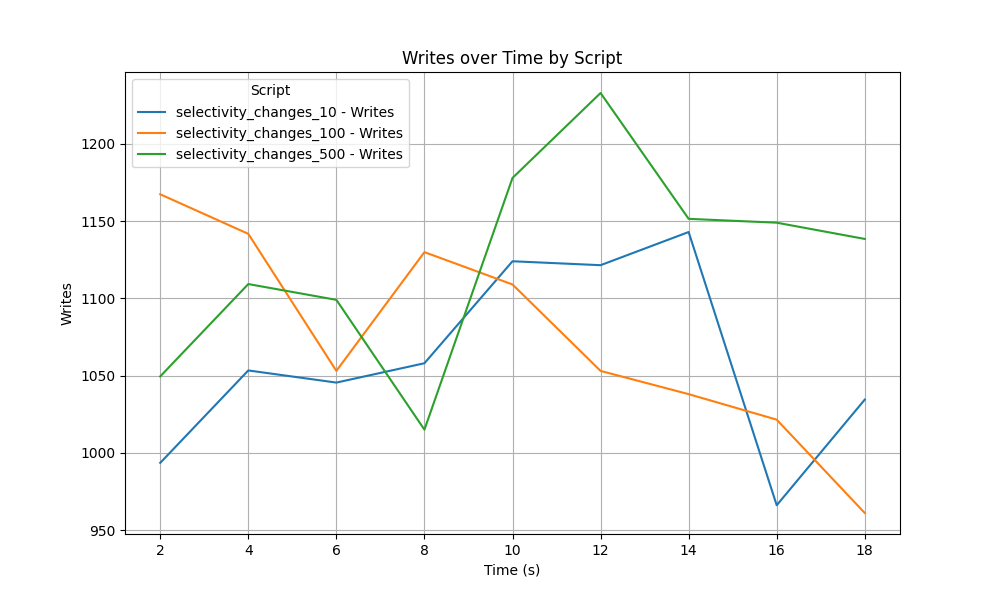 Writes over Time by Script
Script
selectivity_changes_10 - Writes
selectivity_changes_100 - Writes
selectivity_changes_500 - Writes
Writes
1200
1150
1100
1050
1000
950
2 4 6 8 10 12 14 16 18
Time (s)